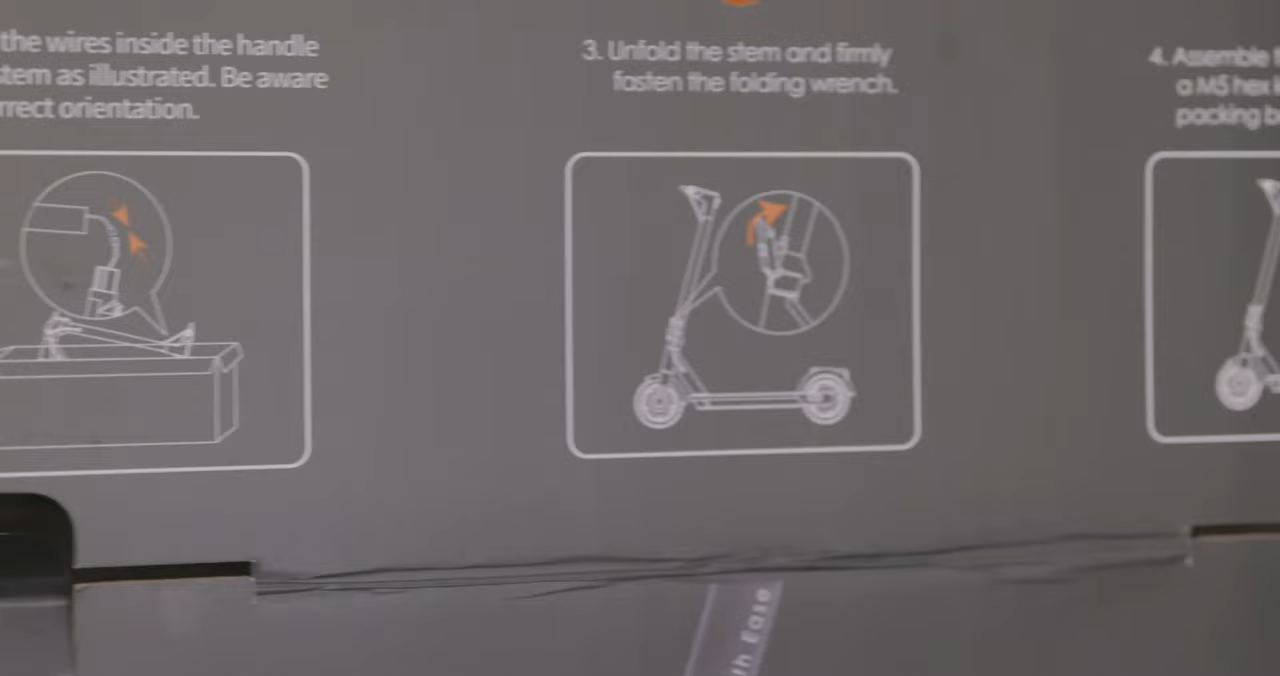 the wires inside the handle
stem as illustrated. Be aware
rrect orientation.
3. Unfold the stem and firmly
fasten the folding wrench.
4. Assemble
a M5 hex
packing b
th Ease